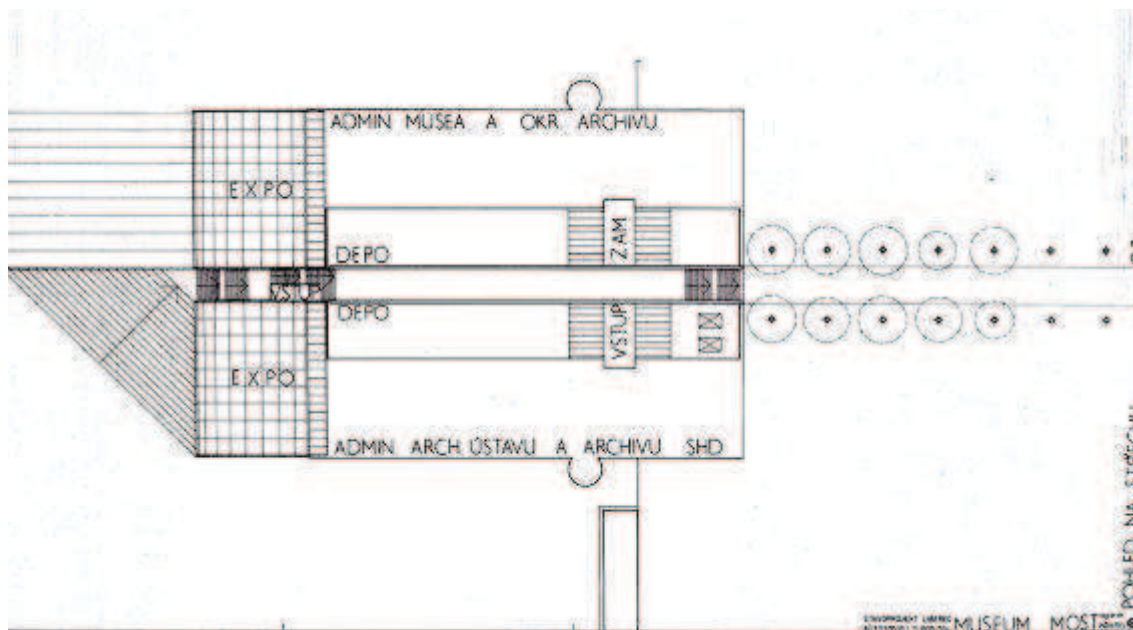 ADMIN MUSEA A OKR. ARCHIVU
EXPO
ZAM
DEPO
DEPO
VSTUP
EXPO
ADMIN ARCH. ÚSTAVU A ARCHIVU SHD
POHLED NA STŘECHU
MUSEUM MOST